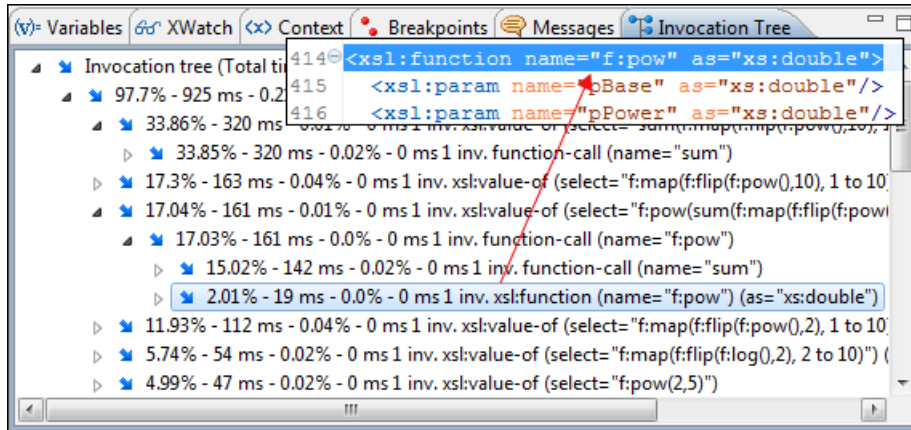 (v)= Variables XWatch <x> Context Breakpoints Messages Invocation Tree
Invocation tree (Total ti
414 <xsl:function name="f:pow" as="xs:double">
97.7% - 925 ms - 0.2
415 <xsl:param name="pBase" as="xs:double"/>
33.86% - 320 ms
416 <xsl:param name="pPower" as="xs:double"/>
33.85% - 320 ms - 0.02% - 0 ms 1 inv. function-call (name="sum")
17.3% - 163 ms - 0.04% - 0 ms 1 inv. xsl:value-of (select="f:map(f:flip(f:pow(),10), 1 to 10)
17.04% - 161 ms - 0.01% - 0 ms 1 inv. xsl:value-of (select="f:pow(sum(f:map(f:flip(f:pow(
17.03% - 161 ms - 0.0% - 0 ms 1 inv. function-call (name="f:pow")
15.02% - 142 ms - 0.02% - 0 ms 1 inv. function-call (name="sum")
2.01% - 19 ms - 0.0% - 0 ms 1 inv. xsl:function (name="f:pow") (as="xs:double")
11.93% - 112 ms - 0.04% - 0 ms 1 inv. xsl:value-of (select="f:map(f:flip(f:pow(),2), 1 to 10)
5.74% - 54 ms - 0.02% - 0 ms 1 inv. xsl:value-of (select="f:map(f:flip(f:log(),2), 2 to 10)") (
4.99% - 47 ms - 0.02% - 0 ms 1 inv. xsl:value-of (select="f:pow(2,5)")